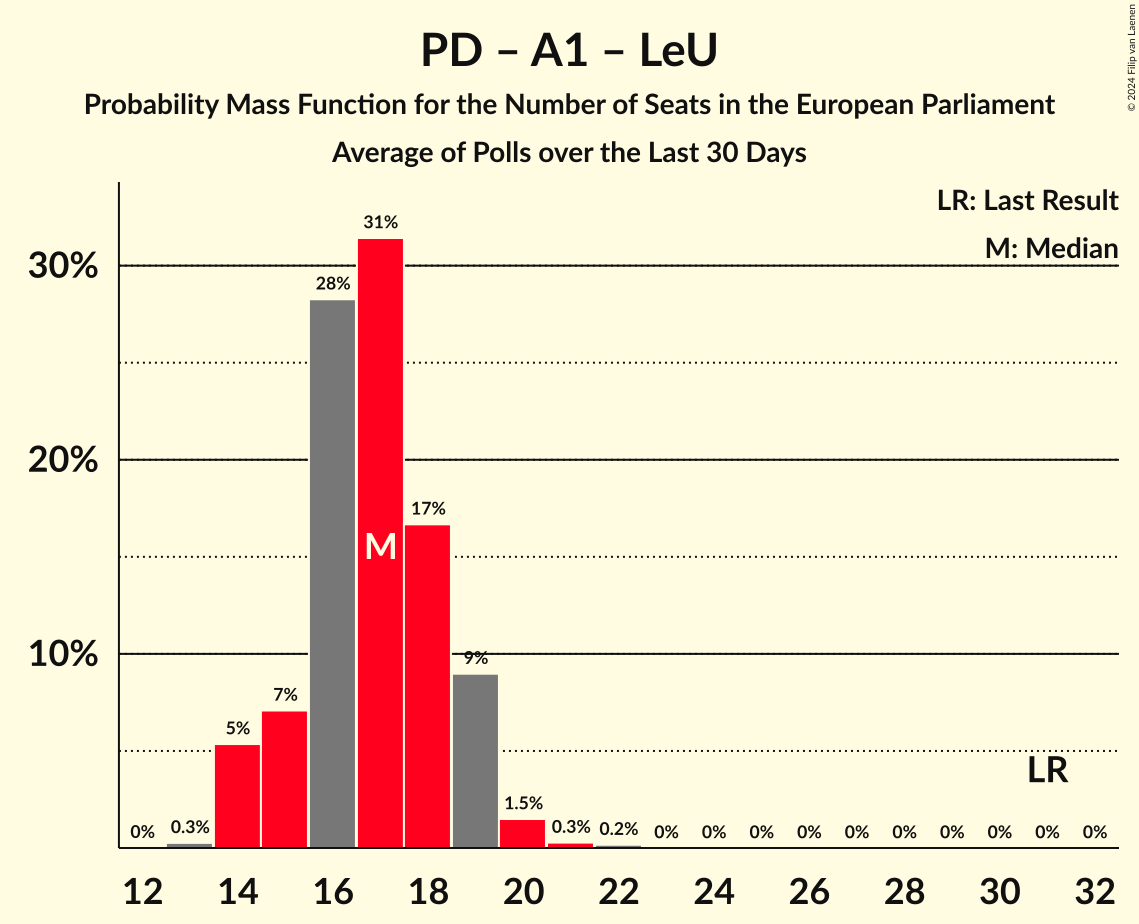 PD – A1 – LeU
Probability Mass Function for the Number of Seats in the European Parliament
Average of Polls over the Last 30 Days
© 2024 Filip van Laenen
LR: Last Result
M: Median
30%
20%
10%
0% 0.3% 5% 7% 28% 31% 17% 9% 1.5% 0.3% 0.2% 0% 0% 0% 0% 0% 0% 0% 0% 0% 0%
M
LR
12 14 16 18 20 22 24 26 28 30 32